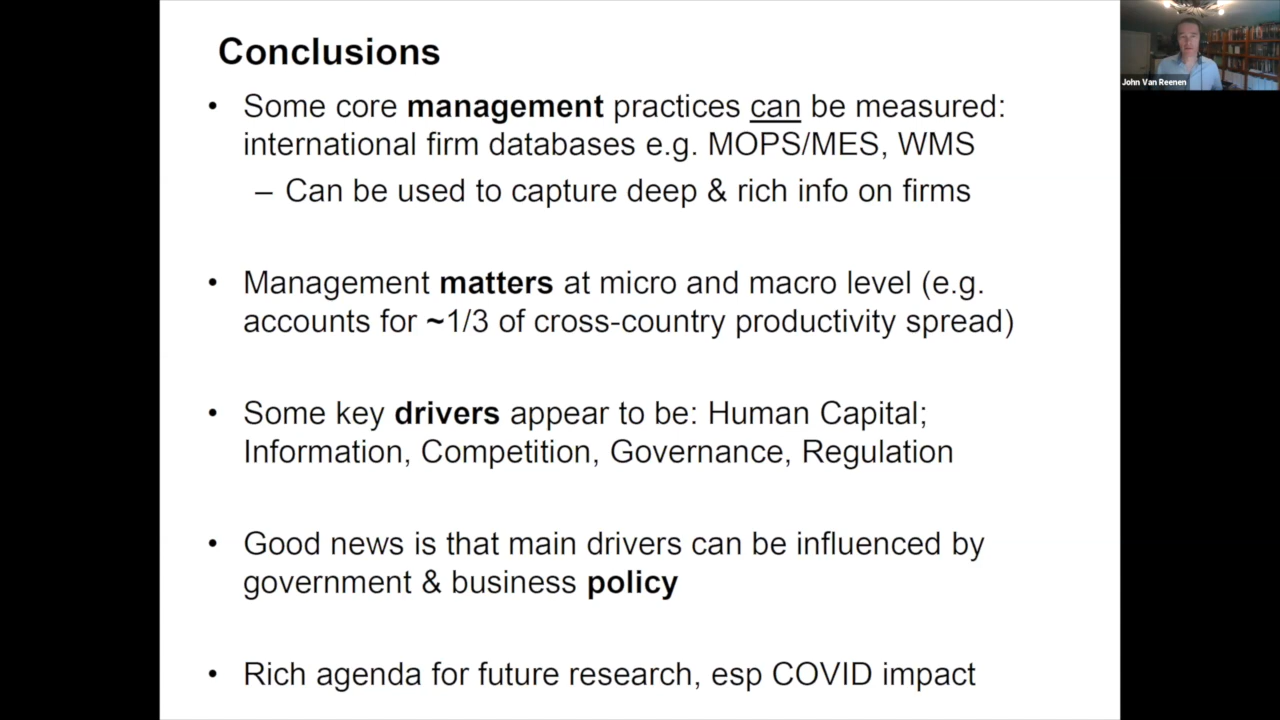 Conclusions
• Some core management practices can be measured:
international firm databases e.g. MOPS/MES, WMS
– Can be used to capture deep & rich info on firms
• Management matters at micro and macro level (e.g.
accounts for ~1/3 of cross-country productivity spread)
• Some key drivers appear to be: Human Capital;
Information, Competition, Governance, Regulation
• Good news is that main drivers can be influenced by
government & business policy
• Rich agenda for future research, esp COVID impact
John Van Reenen